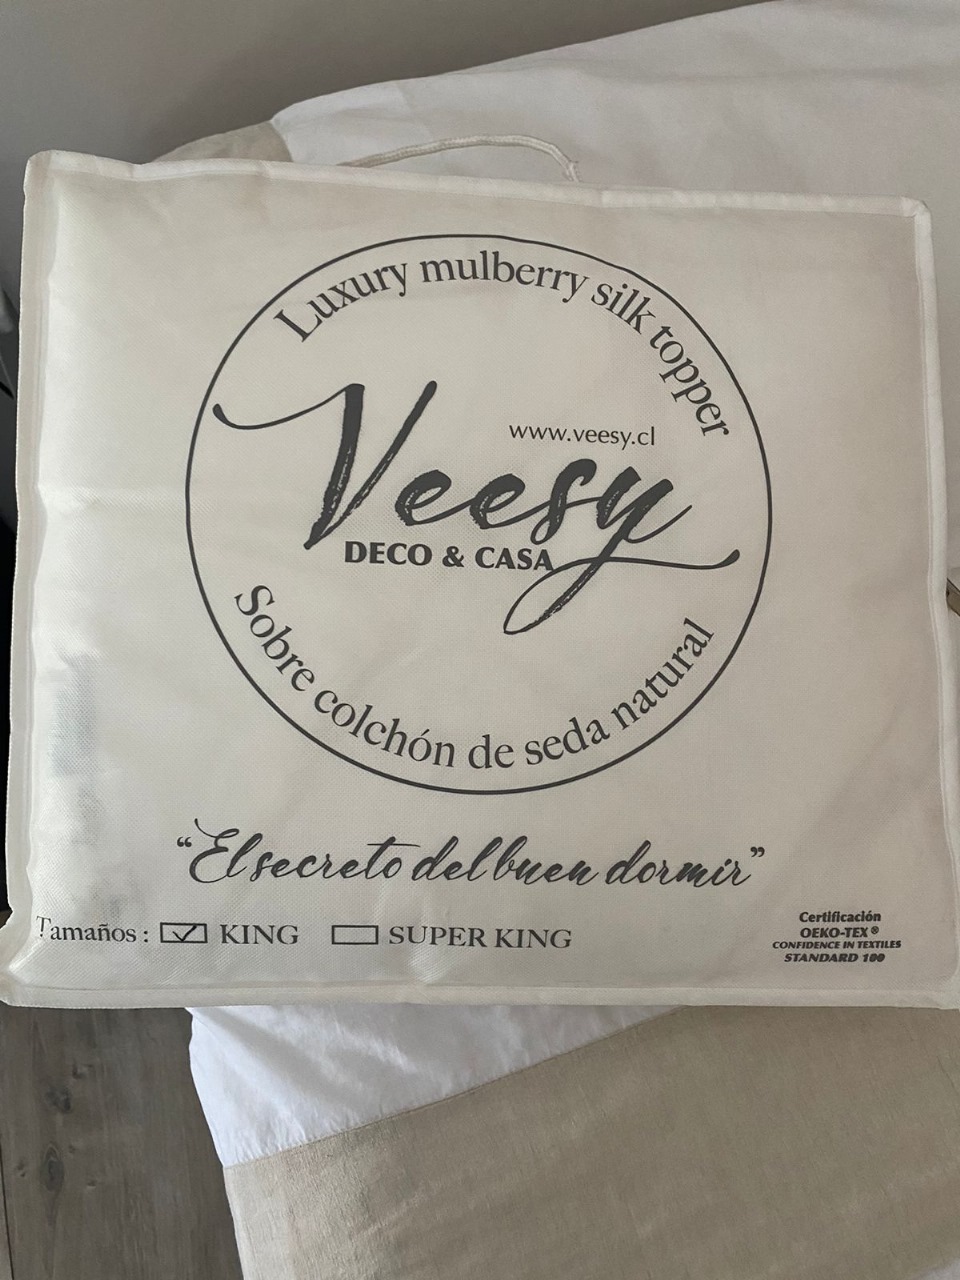 Luxury mulberry silk topper
www.veesy.cl
Veesy
DECO & CASA
Sobre colchón de seda natural
“El secreto del buen dormir”
Tamaños : KING SUPER KING
Certificación
OEKO-TEX®
CONFIDENCE IN TEXTILES
STANDARD 100